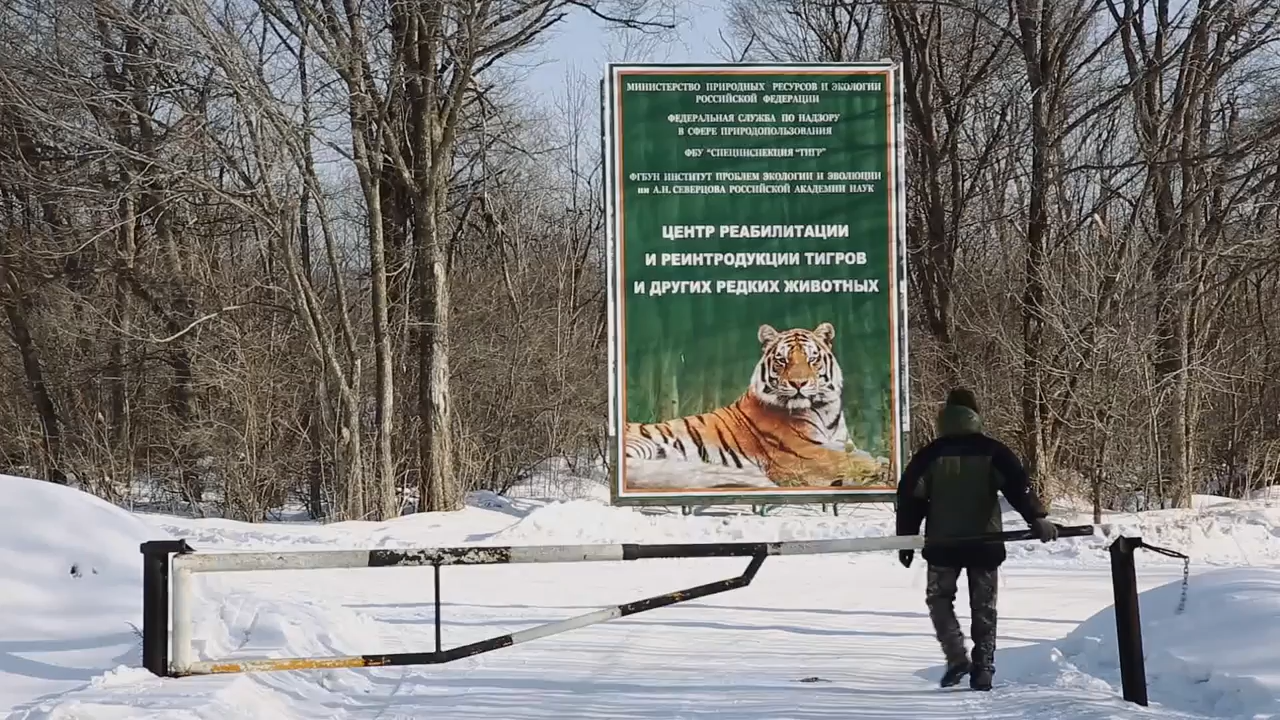 МИНИСТЕРСТВО ПРИРОДНЫХ РЕСУРСОВ И ЭКОЛОГИИ
РОССИЙСКОЙ ФЕДЕРАЦИИ
ФЕДЕРАЛЬНАЯ СЛУЖБА ПО НАДЗОРУ
В СФЕРЕ ПРИРОДОПОЛЬЗОВАНИЯ
ФБУ "СПЕЦИНСПЕКЦИЯ "ТИГР"
ФГБУН ИНСТИТУТ ПРОБЛЕМ ЭКОЛОГИИ И ЭВОЛЮЦИИ
им А.Н. СЕВЕРЦОВА РОССИЙСКОЙ АКАДЕМИИ НАУК
ЦЕНТР РЕАБИЛИТАЦИИ
И РЕИНТРОДУКЦИИ ТИГРОВ
И ДРУГИХ РЕДКИХ ЖИВОТНЫХ